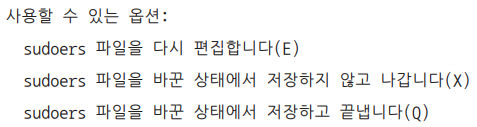 사용할 수 있는 옵션:
sudoers 파일을 다시 편집합니다(E)
sudoers 파일을 바꾼 상태에서 저장하지 않고 나갑니다(X)
sudoers 파일을 바꾼 상태에서 저장하고 끝냅니다(Q)